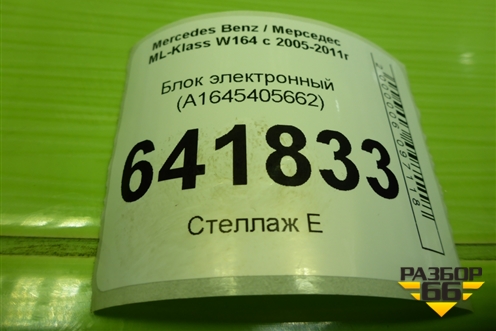 Mercedes Benz / Мерседес
ML-Klass W164 с 2005-2011г
Блок электронный
(A1645405662)
641833
Стеллаж Е
РАЗБОР
66